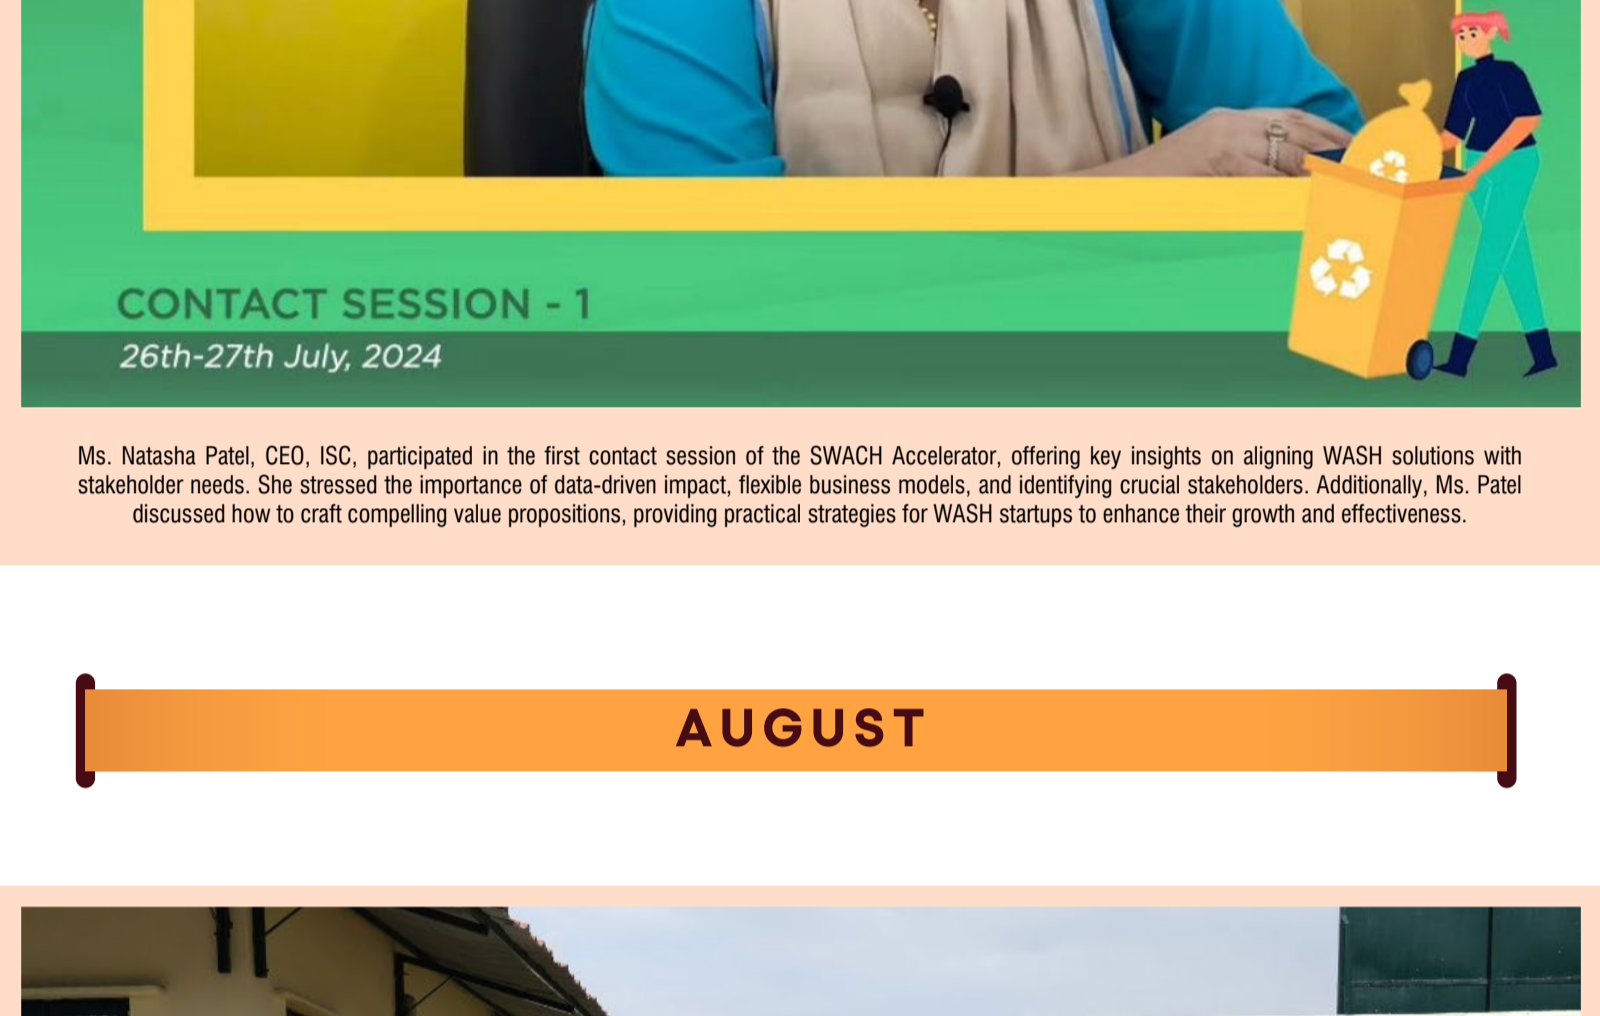 CONTACT SESSION - 1
26th-27th July, 2024
Ms. Natasha Patel, CEO, ISC, participated in the first contact session of the SWACH Accelerator, offering key insights on aligning WASH solutions with
stakeholder needs. She stressed the importance of data-driven impact, flexible business models, and identifying crucial stakeholders. Additionally, Ms. Patel
discussed how to craft compelling value propositions, providing practical strategies for WASH startups to enhance their growth and effectiveness.
AUGUST